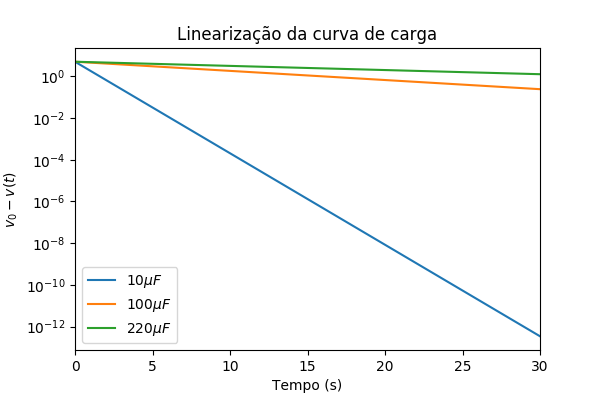 Linearização da curva de carga
v₀ − v(t)
10⁰
10⁻²
10⁻⁴
10⁻⁶
10⁻⁸
10⁻¹⁰
10⁻¹²
10μF
100μF
220μF
0 5 10 15 20 25 30
Tempo (s)